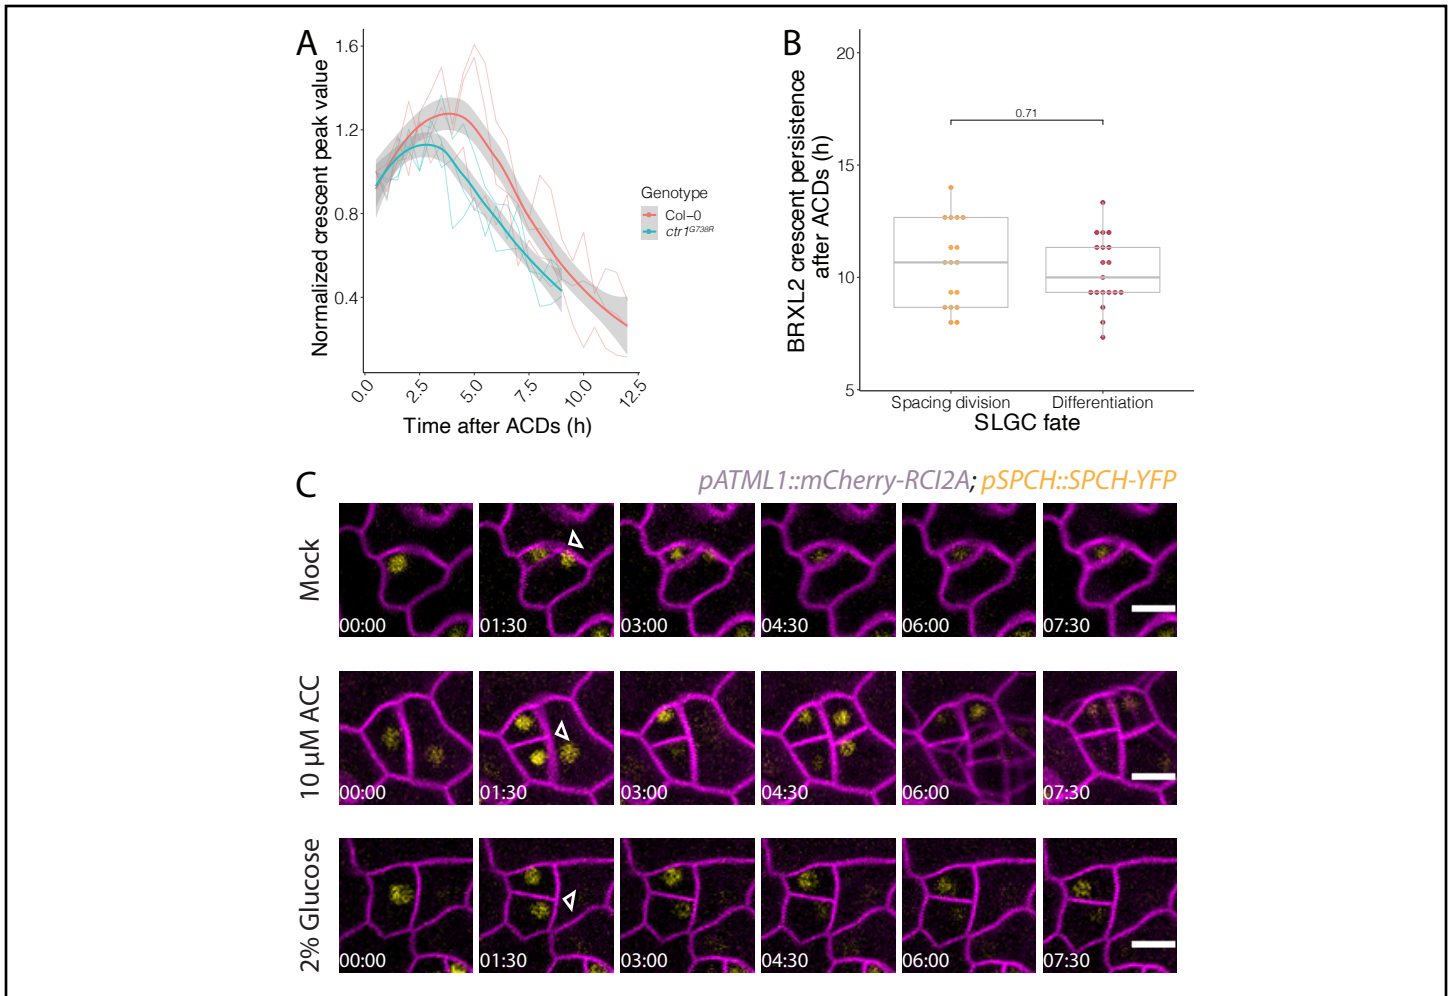 A
Normalized crescent peak value
1.6
1.2
0.8
0.4
0.0
2.5
5.0
7.5
10.0
12.5
Time after ACDs (h)
Genotype
Col−0
ctr1G738R
B
BRXL2 crescent persistence
after ACDs (h)
20
15
10
5
0.71
Spacing division
Differentiation
SLGC fate
C
pATML1::mCherry-RCI2A; pSPCH::SPCH-YFP
Mock
00:00
01:30
03:00
04:30
06:00
07:30
10 µM ACC
00:00
01:30
03:00
04:30
06:00
07:30
2% Glucose
00:00
01:30
03:00
04:30
06:00
07:30